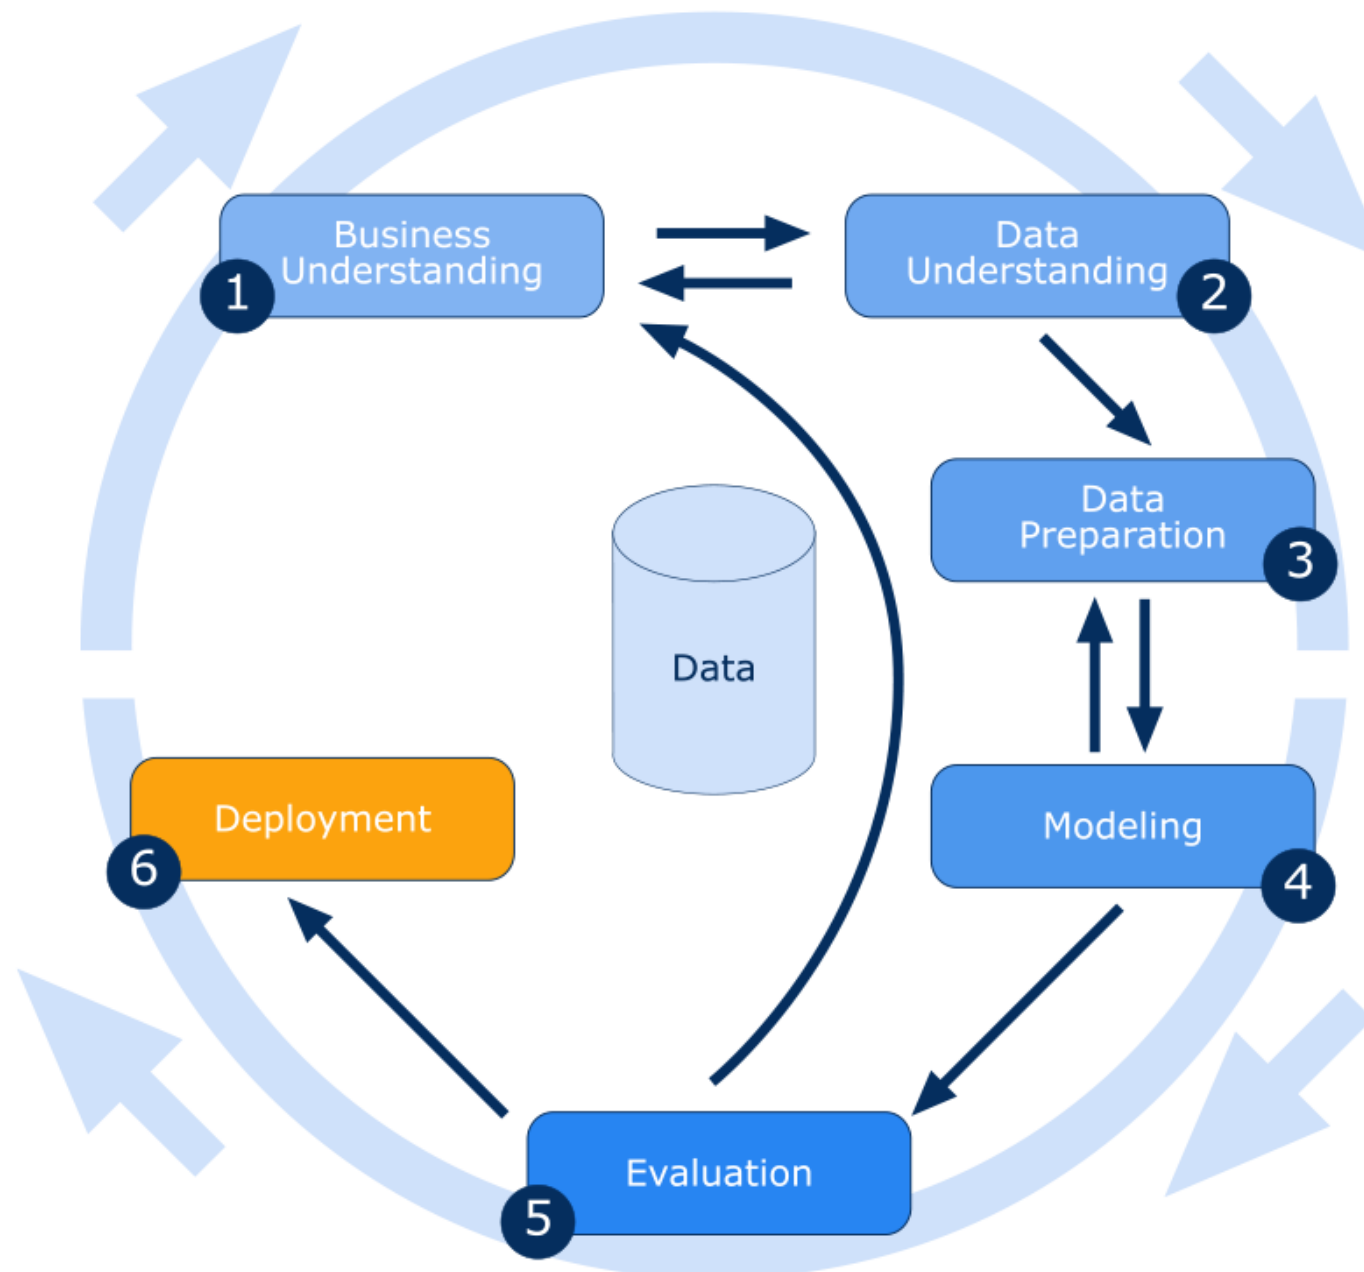 Business
Understanding
1
Data
Understanding
2
Data
Preparation
3
Data
Modeling
4
Deployment
6
Evaluation
5